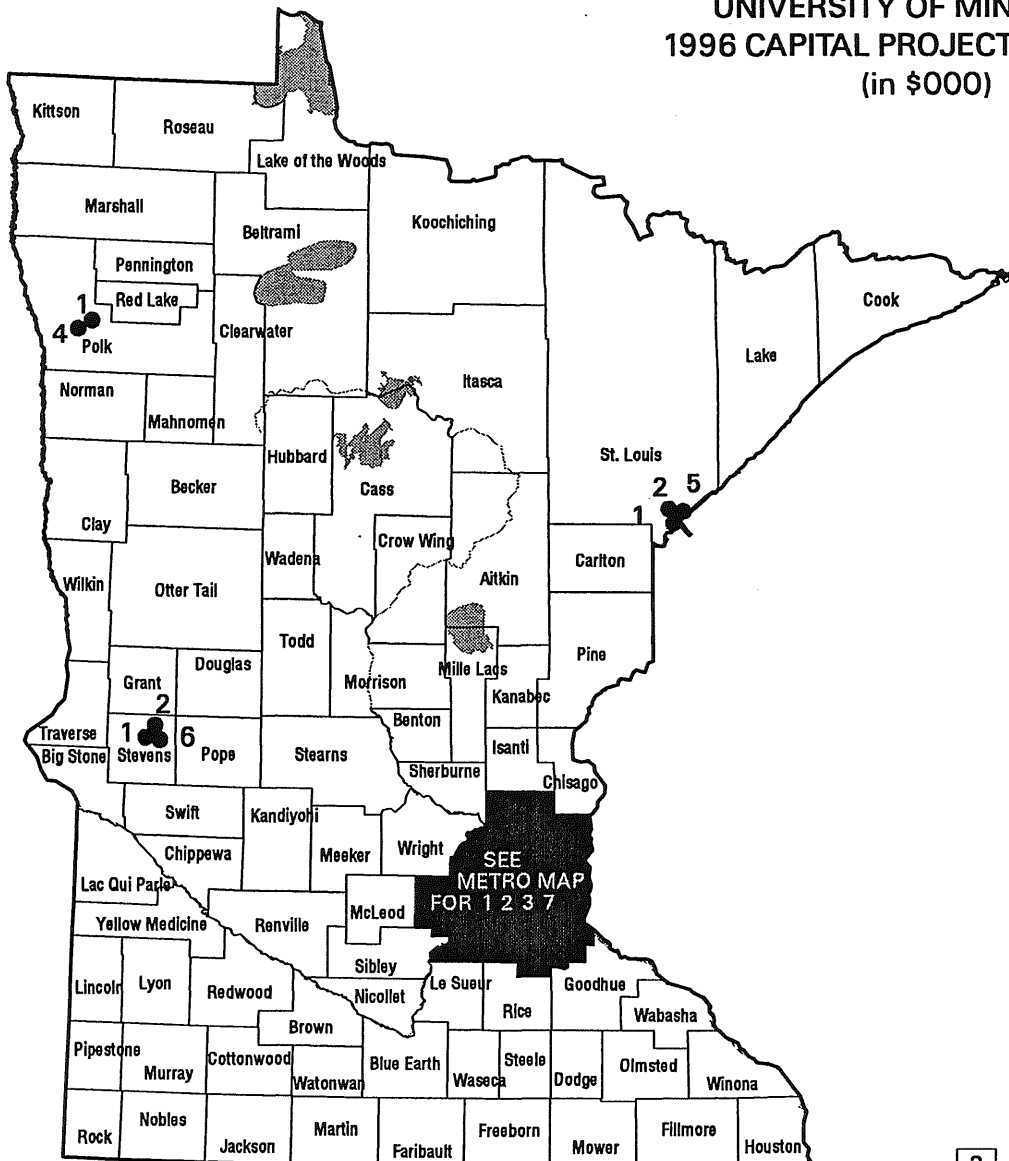 UNIVERSITY OF MIN
1996 CAPITAL PROJECT
(in $000)
Kittson
Roseau
Lake of the Woods
Marshall
Beltrami
Koochiching
Pennington
Red Lake
Cook
1
4
Polk
Clearwater
Lake
Norman
Itasca
Mahnomen
Hubbard
St. Louis
Becker
Cass
2 5
1
Clay
Crow Wing
Wadena
Carlton
Aitkin
Wilkin
Otter Tail
Todd
Pine
Douglas
Mille Lacs
Grant
Morrison
Kanabec
2
Benton
Traverse
1 6
Isanti
Big Stone
Stevens
Pope
Stearns
Sherburne
Chisago
Swift
Kandiyohi
Wright
Chippewa
Meeker
SEE
METRO MAP
FOR 1 2 3 7
Lac Qui Parle
McLeod
Yellow Medicine
Renville
Sibley
Lincoln
Lyon
Redwood
Nicollet
Le Sueur
Goodhue
Rice
Wabasha
Brown
Pipestone
Cottonwood
Blue Earth
Steele
Olmsted
Murray
Watonwan
Waseca
Dodge
Winona
Nobles
Martin
Freeborn
Fillmore
Rock
Jackson
Faribault
Mower
Houston